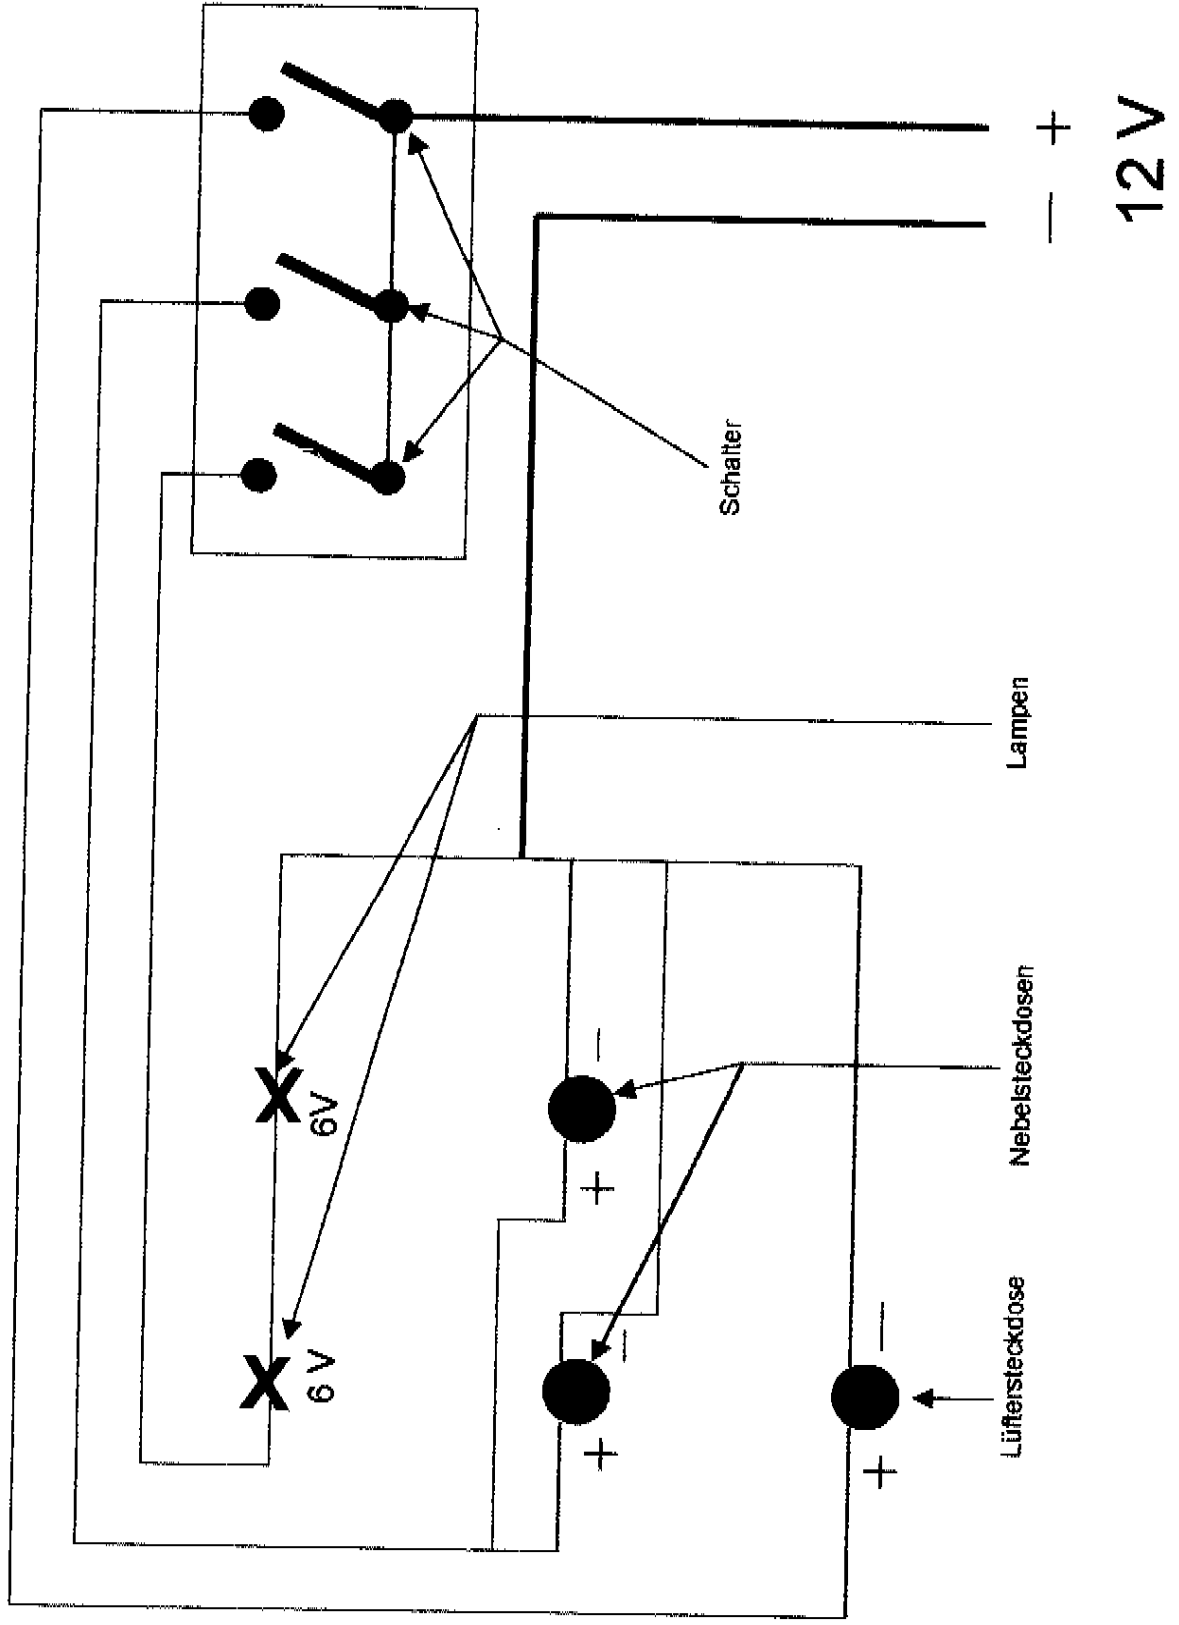 6 V
6V
+ —
+ —
Schalter
+ —
Lüftersteckdose
Nebelsteckdosen
Lampen
— +
12 V